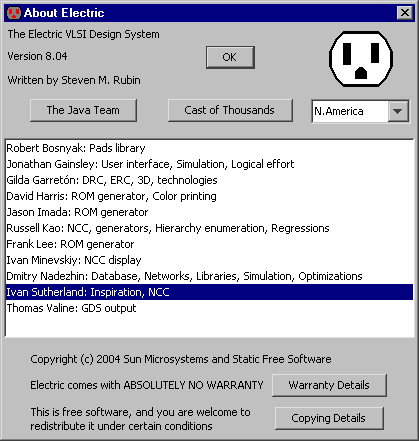 About Electric
The Electric VLSI Design System
Version 8.04
OK
Written by Steven M. Rubin
The Java Team
Cast of Thousands
N.America
Robert Bosnyak: Pads library
Jonathan Gainsley: User interface, Simulation, Logical effort
Gilda Garretón: DRC, ERC, 3D, technologies
David Harris: ROM generator, Color printing
Jason Imada: ROM generator
Russell Kao: NCC, generators, Hierarchy enumeration, Regressions
Frank Lee: ROM generator
Ivan Minevskiy: NCC display
Dmitry Nadezhin: Database, Networks, Libraries, Simulation, Optimizations
Ivan Sutherland: Inspiration, NCC
Thomas Valine: GDS output
Copyright (c) 2004 Sun Microsystems and Static Free Software
Electric comes with ABSOLUTELY NO WARRANTY
Warranty Details
This is free software, and you are welcome to
redistribute it under certain conditions
Copying Details